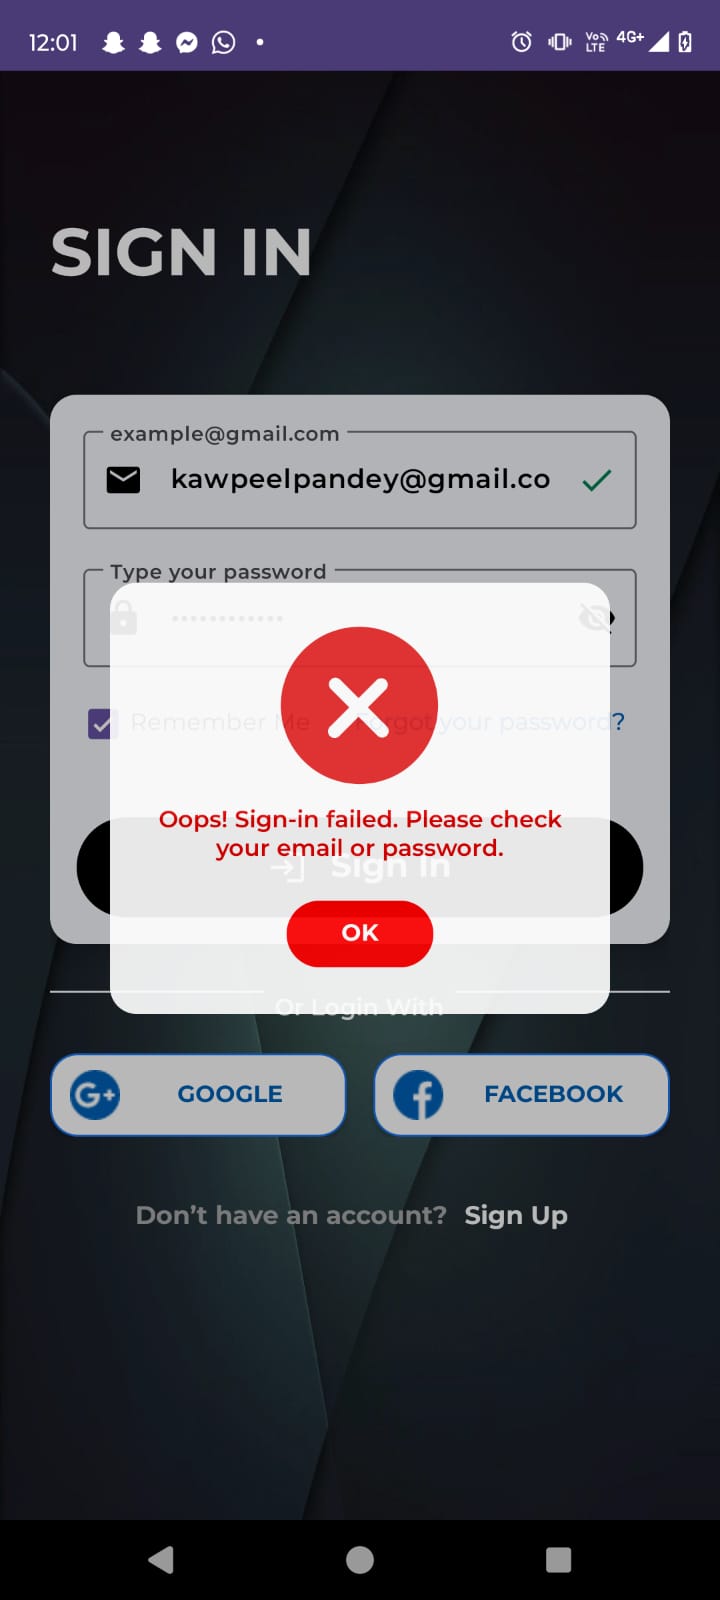 12:01 Vo LTE 4G+
SIGN IN
example@gmail.com
kawpeelpandey@gmail.co
Type your password
••••••••••••
Remember Me Forgot your password?
Oops! Sign-in failed. Please check
your email or password.
Sign In
OK
Or Login With
G+ GOOGLE
f FACEBOOK
Don’t have an account? Sign Up